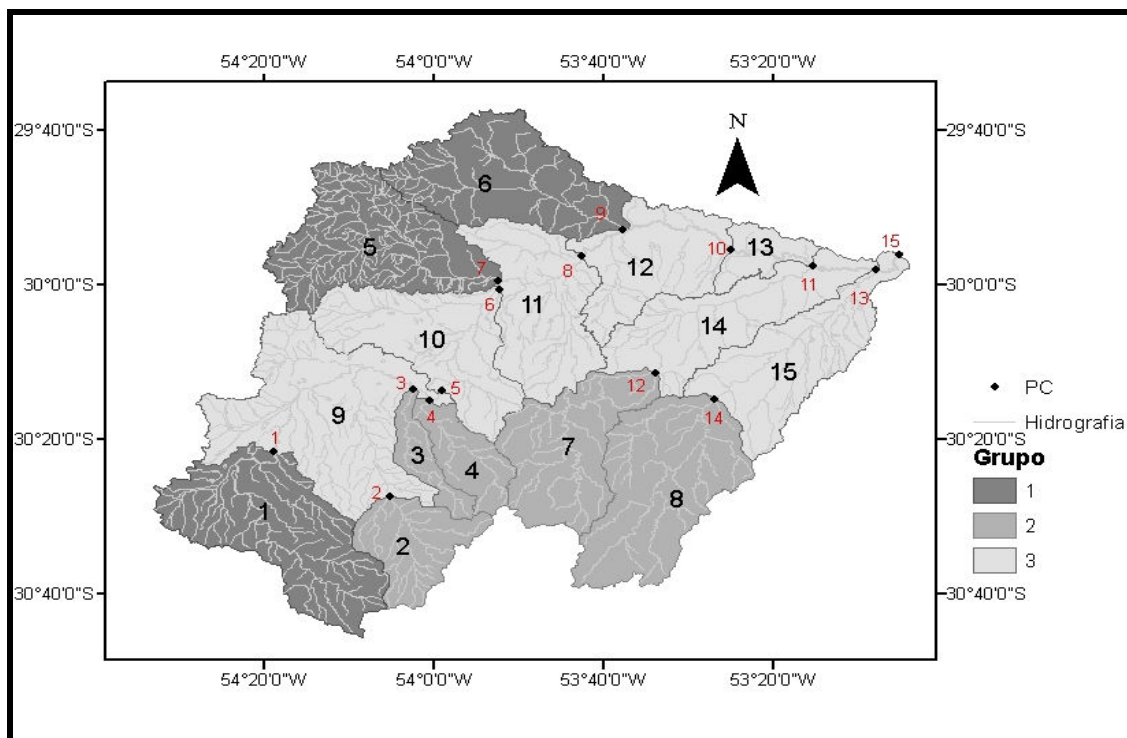 54°20'0"W 54°0'0"W 53°40'0"W 53°20'0"W
29°40'0"S 29°40'0"S
N
6
9
15
5
10 13
12
7 8 11
30°0'0"S 30°0'0"S
6 11 13
14
10
12 15
3 5
PC
4 14
9
Hidrografia
30°20'0"S 30°20'0"S
1 3 7
4 Grupo
2 8 1
1
2 2
3
30°40'0"S 30°40'0"S
54°20'0"W 54°0'0"W 53°40'0"W 53°20'0"W